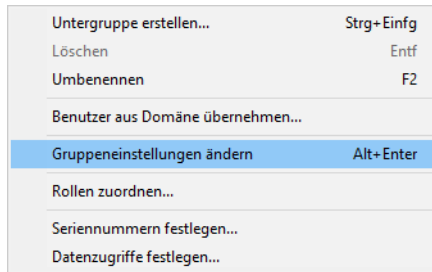 Untergruppe erstellen... Strg+Einfg
Löschen Entf
Umbenennen F2
Benutzer aus Domäne übernehmen...
Gruppeneinstellungen ändern Alt+Enter
Rollen zuordnen...
Seriennummern festlegen...
Datenzugriffe festlegen...